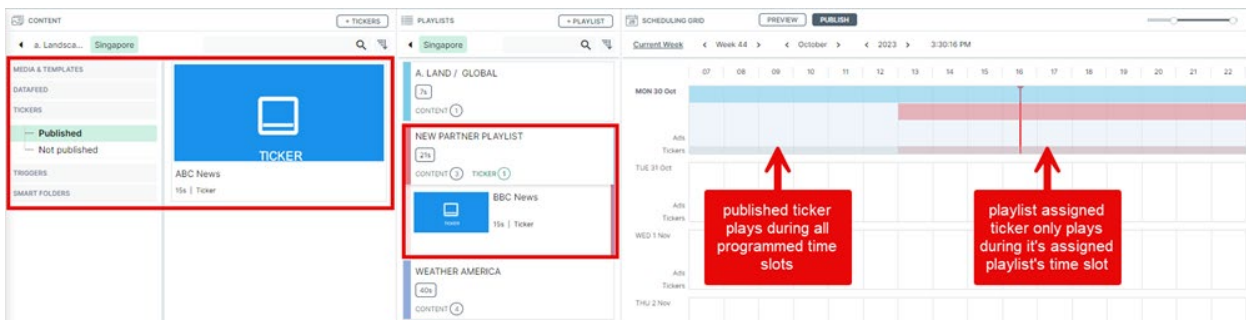 CONTENT
+ TICKERS
PLAYLISTS
+ PLAYLIST
SCHEDULING GRID
PREVIEW
PUBLISH
a. Landsca...
Singapore
Singapore
Current Week
Week 44
October
2023
3:30:16 PM
MEDIA & TEMPLATES
DATAFEED
TICKERS
Published
Not published
TRIGGERS
SMART FOLDERS
TICKER
ABC News
15s | Ticker
A. LAND / GLOBAL
7s
CONTENT 1
NEW PARTNER PLAYLIST
21s
CONTENT 3 TICKER 1
BBC News
15s | Ticker
WEATHER AMERICA
40s
CONTENT 4
07 08 09 10 11 12 13 14 15 16 17 18 19 20 21 22
MON 30 Oct
Ads
Tickers
TUE 31 Oct
Ads
Tickers
WED 1 Nov
Ads
Tickers
THU 2 Nov
published ticker
plays during all
programmed time
slots
playlist assigned
ticker only plays
during it's assigned
playlist's time slot